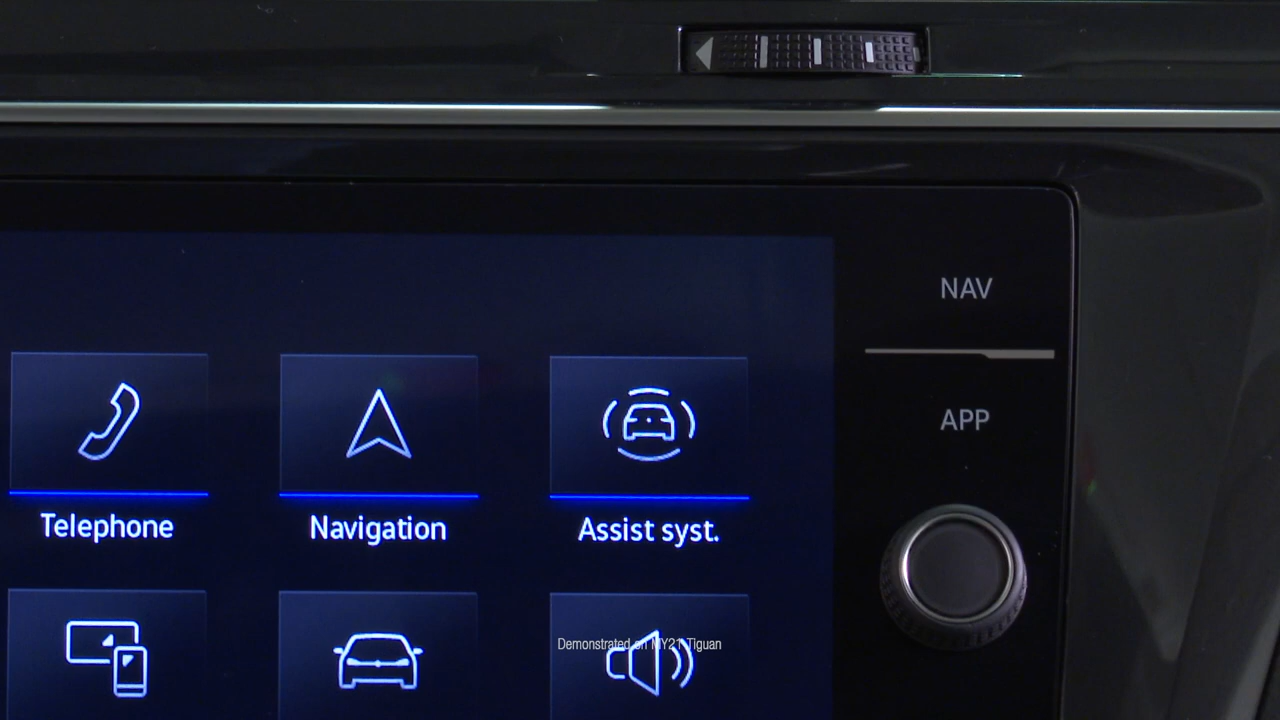 NAV
APP
Telephone
Navigation
Assist syst.
Demonstrated on MY21 Tiguan